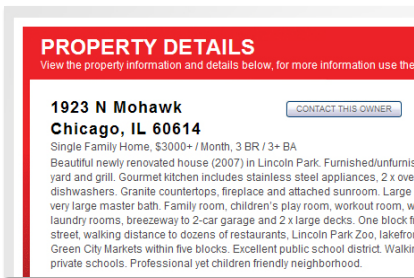 PROPERTY DETAILS
View the property information and details below, for more information use the
1923 N Mohawk
Chicago, IL 60614
CONTACT THIS OWNER
Single Family Home, $3000+ / Month, 3 BR / 3+ BA
Beautiful newly renovated house (2007) in Lincoln Park. Furnished/unfurnis
yard and grill. Gourmet kitchen includes stainless steel appliances, 2 x ove
dishwashers. Granite countertops, fireplace and attached sunroom. Large
very large master bath. Family room, children's play room, workout room, w
laundry rooms, breezeway to 2-car garage and 2 x large decks. One block f
street, walking distance to dozens of restaurants, Lincoln Park Zoo, lakefro
Green City Markets within five blocks. Excellent public school district. Walkin
private schools. Professional yet children friendly neighborhood.